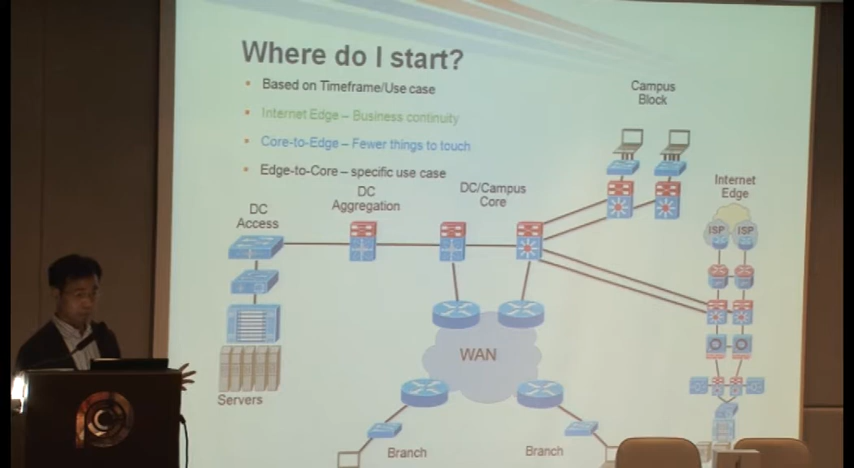 Where do I start?
Based on Timeframe/Use case
Internet Edge – Business continuity
Core-to-Edge – Fewer things to touch
Edge-to-Core – specific use case
Campus
Block
DC
Access
DC
Aggregation
DC/Campus
Core
Internet
Edge
ISP ISP
WAN
Servers
Branch
Branch